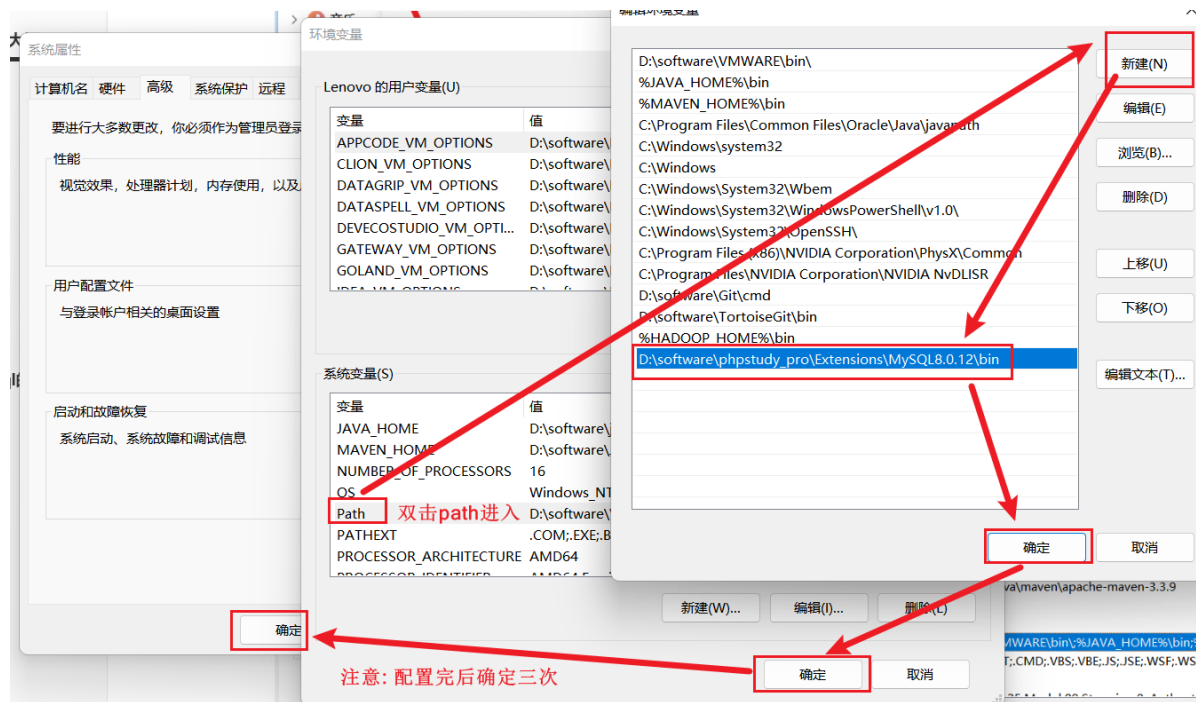 音乐
大
系统属性
计算机名 硬件 高级 系统保护 远程
要进行大多数更改，你必须作为管理员登录
性能
视觉效果，处理器计划，内存使用，以及
用户配置文件
与登录帐户相关的桌面设置
启动和故障恢复
系统启动、系统故障和调试信息
确定
环境变量
Lenovo 的用户变量(U)
变量 值
APPCODE_VM_OPTIONS D:\software\
CLION_VM_OPTIONS D:\software\
DATAGRIP_VM_OPTIONS D:\software\
DATASPELL_VM_OPTIONS D:\software\
DEVECOSTUDIO_VM_OPTI... D:\software\
GATEWAY_VM_OPTIONS D:\software\
GOLAND_VM_OPTIONS D:\software\
IDEA_VM_OPTIONS D:\software\
系统变量(S)
变量 值
JAVA_HOME D:\software\j
MAVEN_HOME D:\software\
NUMBER_OF_PROCESSORS 16
OS Windows_NT
Path 双击path进入 D:\software\
PATHEXT .COM;.EXE;.B
PROCESSOR_ARCHITECTURE AMD64
PROCESSOR_IDENTIFIER
新建(W)... 编辑(I)... 删除(L)
确定 取消
注意: 配置完后确定三次
编辑环境变量
D:\software\VMWARE\bin\
%JAVA_HOME%\bin
%MAVEN_HOME%\bin
C:\Program Files\Common Files\Oracle\Java\javapath
C:\Windows\system32
C:\Windows
C:\Windows\System32\Wbem
C:\Windows\System32\WindowsPowerShell\v1.0\
C:\Windows\System32\OpenSSH\
C:\Program Files (x86)\NVIDIA Corporation\PhysX\Common
C:\Program Files\NVIDIA Corporation\NVIDIA NvDLISR
D:\software\Git\cmd
D:\software\TortoiseGit\bin
%HADOOP_HOME%\bin
D:\software\phpstudy_pro\Extensions\MySQL8.0.12\bin
新建(N)
编辑(E)
浏览(B)...
删除(D)
上移(U)
下移(O)
编辑文本(T)...
确定 取消
va\maven\apache-maven-3.3.9
MWARE\bin\;%JAVA_HOME%\bin;
T;.CMD;.VBS;.VBE;.JS;.JSE;.WSF;.WS